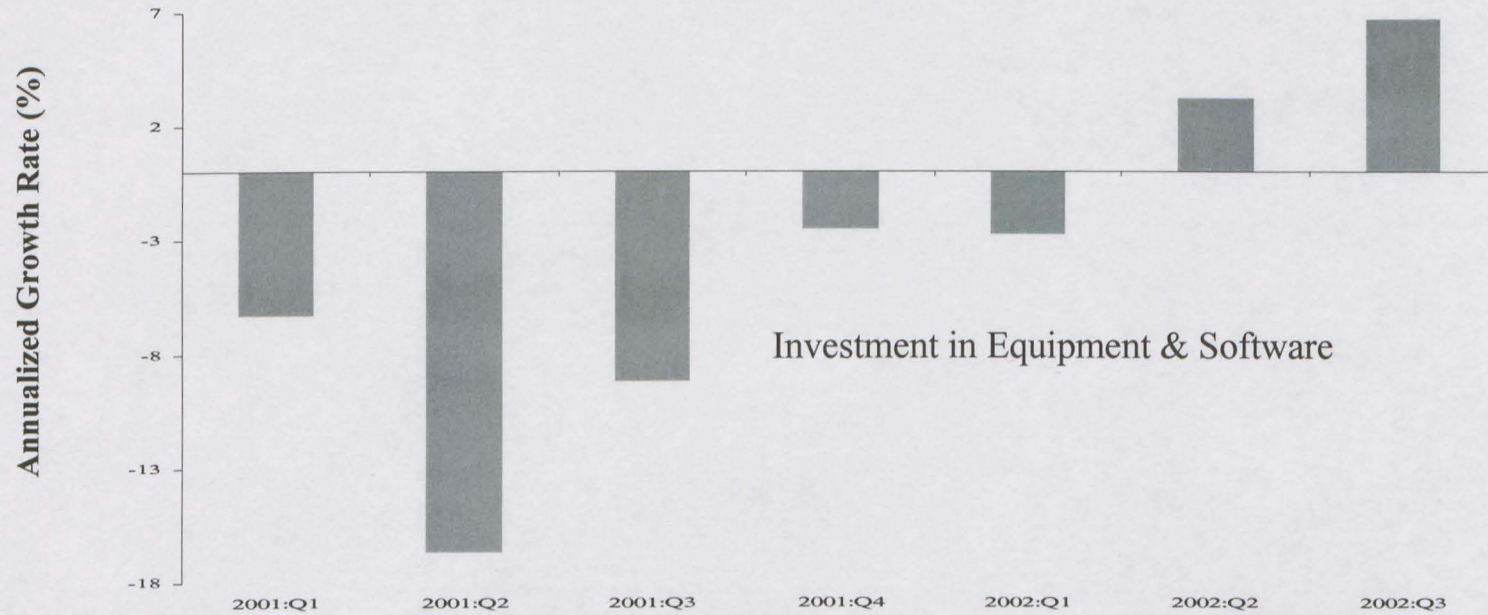 Annualized Growth Rate (%)
7
2
-3
-8
-13
-18
Investment in Equipment & Software
2001:Q1 2001:Q2 2001:Q3 2001:Q4 2002:Q1 2002:Q2 2002:Q3